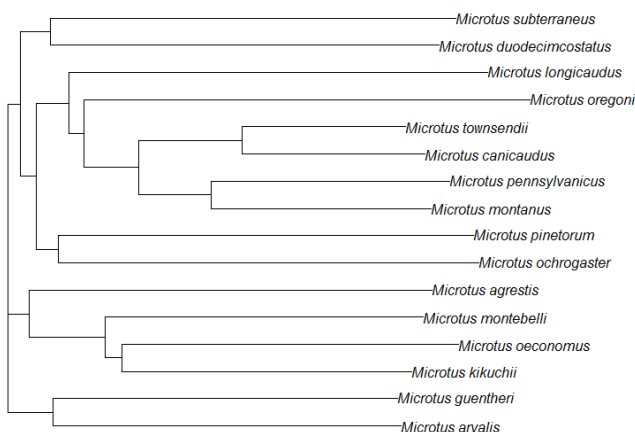 Microtus subterraneus
Microtus duodecimcostatus
Microtus longicaudus
Microtus oregoni
Microtus townsendii
Microtus canicaudus
Microtus pennsylvanicus
Microtus montanus
Microtus pinetorum
Microtus ochrogaster
Microtus agrestis
Microtus montebelli
Microtus oeconomus
Microtus kikuchii
Microtus guentheri
Microtus arvalis